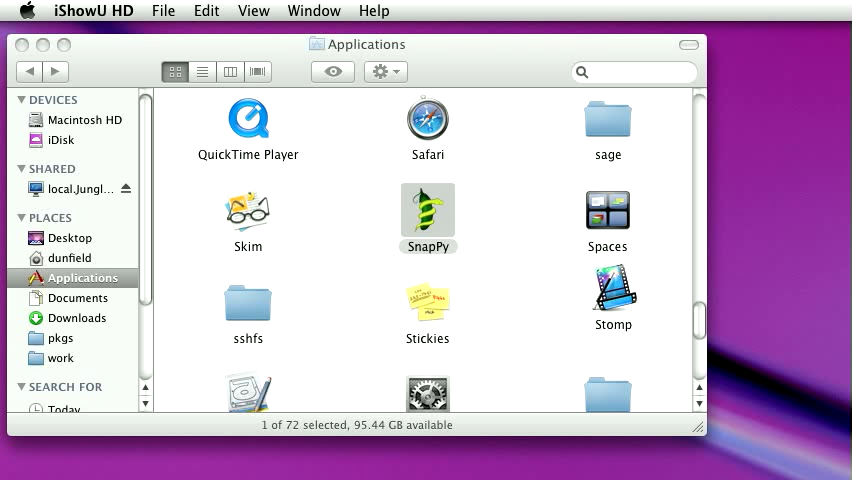 iShowU HD File Edit View Window Help
Applications
DEVICES
Macintosh HD
iDisk
SHARED
local.Jungl...
PLACES
Desktop
dunfield
Applications
Documents
Downloads
pkgs
work
SEARCH FOR
Today
QuickTime Player Safari sage
Skim SnapPy Spaces
sshfs Stickies Stomp
1 of 72 selected, 95.44 GB available